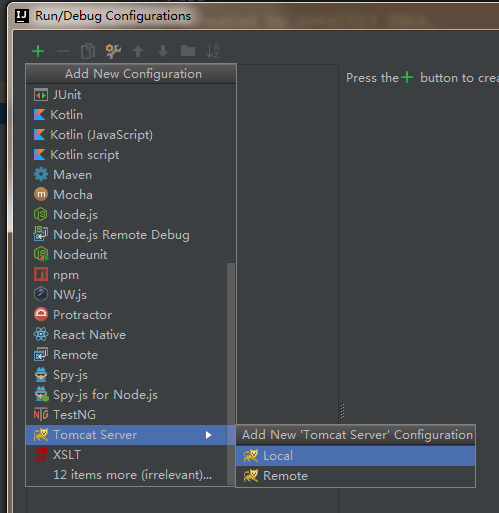 IJ Run/Debug Configurations
Add New Configuration
Press the + button to crea
JUnit
Kotlin
Kotlin (JavaScript)
Kotlin script
Maven
m Mocha
Node.js
Node.js Remote Debug
Nodeunit
npm
NW.js
Protractor
React Native
Remote
Spy-js
Spy-js for Node.js
TestNG
Tomcat Server
Add New 'Tomcat Server' Configuration
XSLT
Local
12 items more (irrelevant)...
Remote